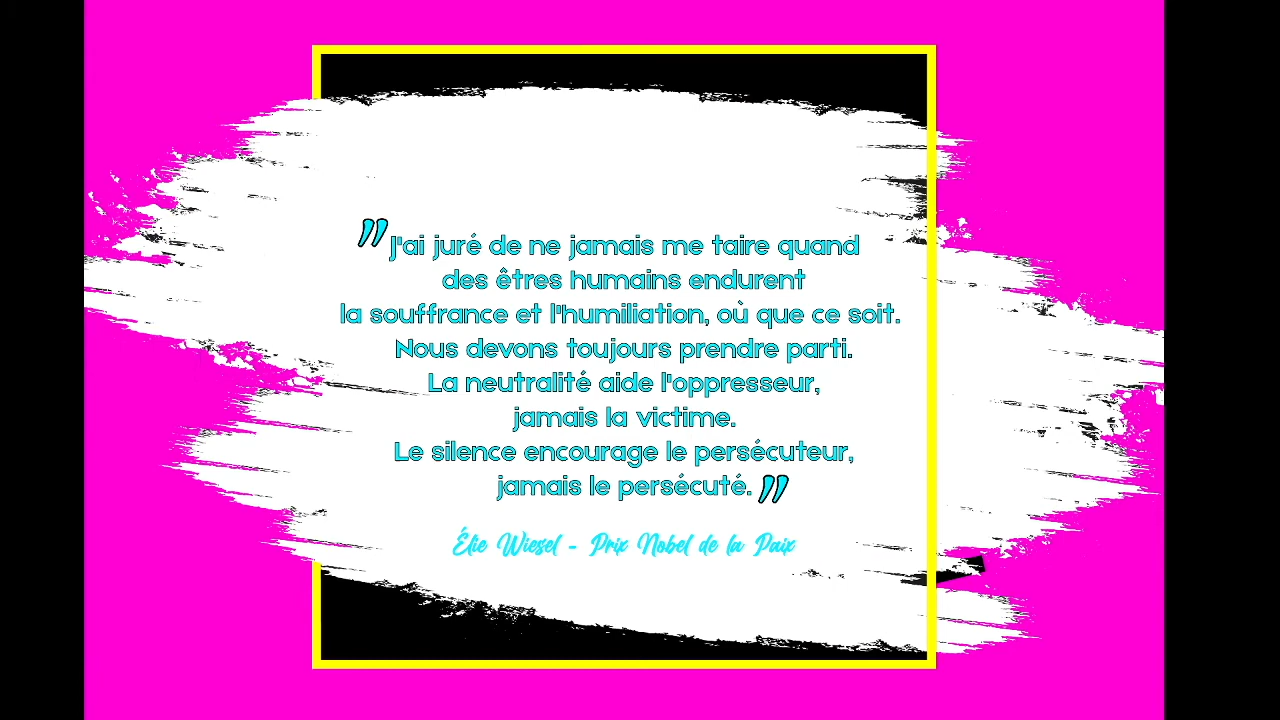 "J'ai juré de ne jamais me taire quand
des êtres humains endurent
la souffrance et l'humiliation, où que ce soit.
Nous devons toujours prendre parti.
La neutralité aide l'oppresseur,
jamais la victime.
Le silence encourage le persécuteur,
jamais le persécuté."
Élie Wiesel - Prix Nobel de la Paix